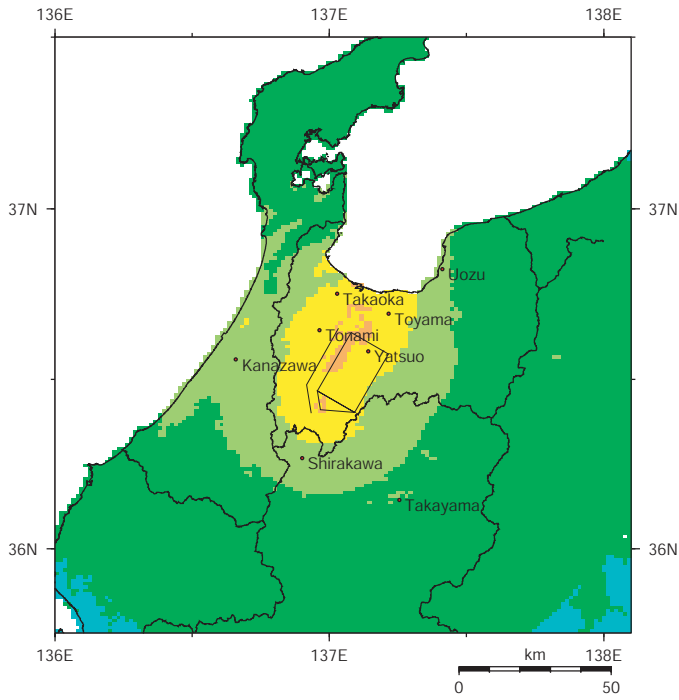 136E 137E 138E
37N 37N
Uozu
Takaoka
Toyama
Tonami
Yatsuo
Kanazawa
Shirakawa
Takayama
36N 36N
136E 137E 138E
km
0 50